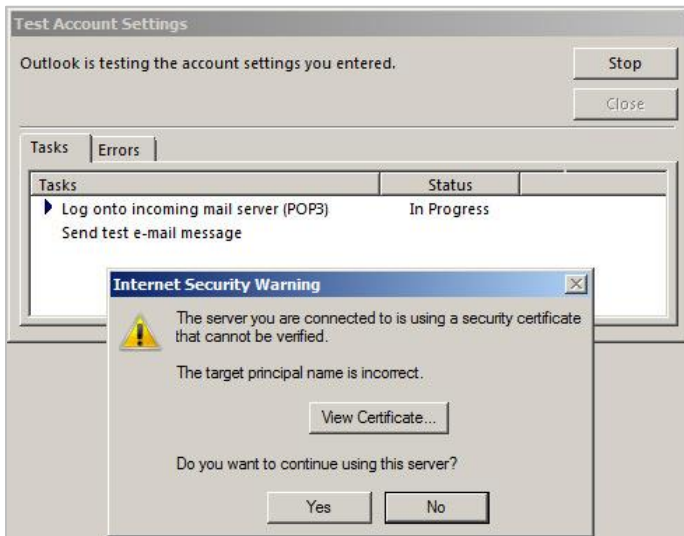 Test Account Settings
Outlook is testing the account settings you entered.
Stop
Close
Tasks
Errors
Tasks Status
Log onto incoming mail server (POP3) In Progress
Send test e-mail message
Internet Security Warning
The server you are connected to is using a security certificate
that cannot be verified.
The target principal name is incorrect.
View Certificate...
Do you want to continue using this server?
Yes No